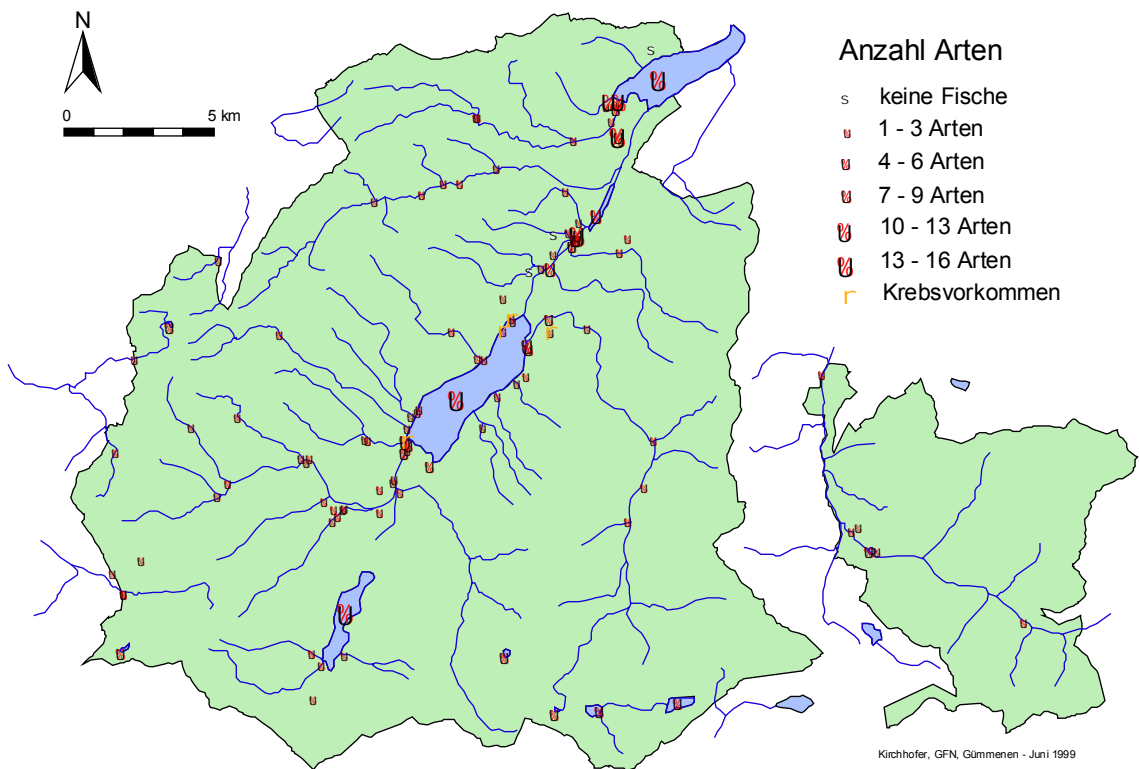 N
0 5 km
Anzahl Arten
s keine Fische
1 - 3 Arten
4 - 6 Arten
7 - 9 Arten
10 - 13 Arten
13 - 16 Arten
Krebsvorkommen
s
s
s
Kirchhofer, GFN, Gümmenen - Juni 1999